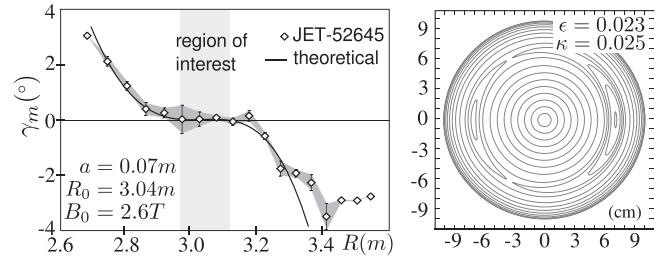 4
2
0
-2
-4
γm(°)
region of
interest
JET-52645
theoretical
a = 0.07m
R0 = 3.04m
B0 = 2.6T
2.6 2.8 3.0 3.2 3.4 R(m)
9
6
3
0
-3
-6
-9
ϵ = 0.023
κ = 0.025
(cm)
-9 -6 -3 0 3 6 9